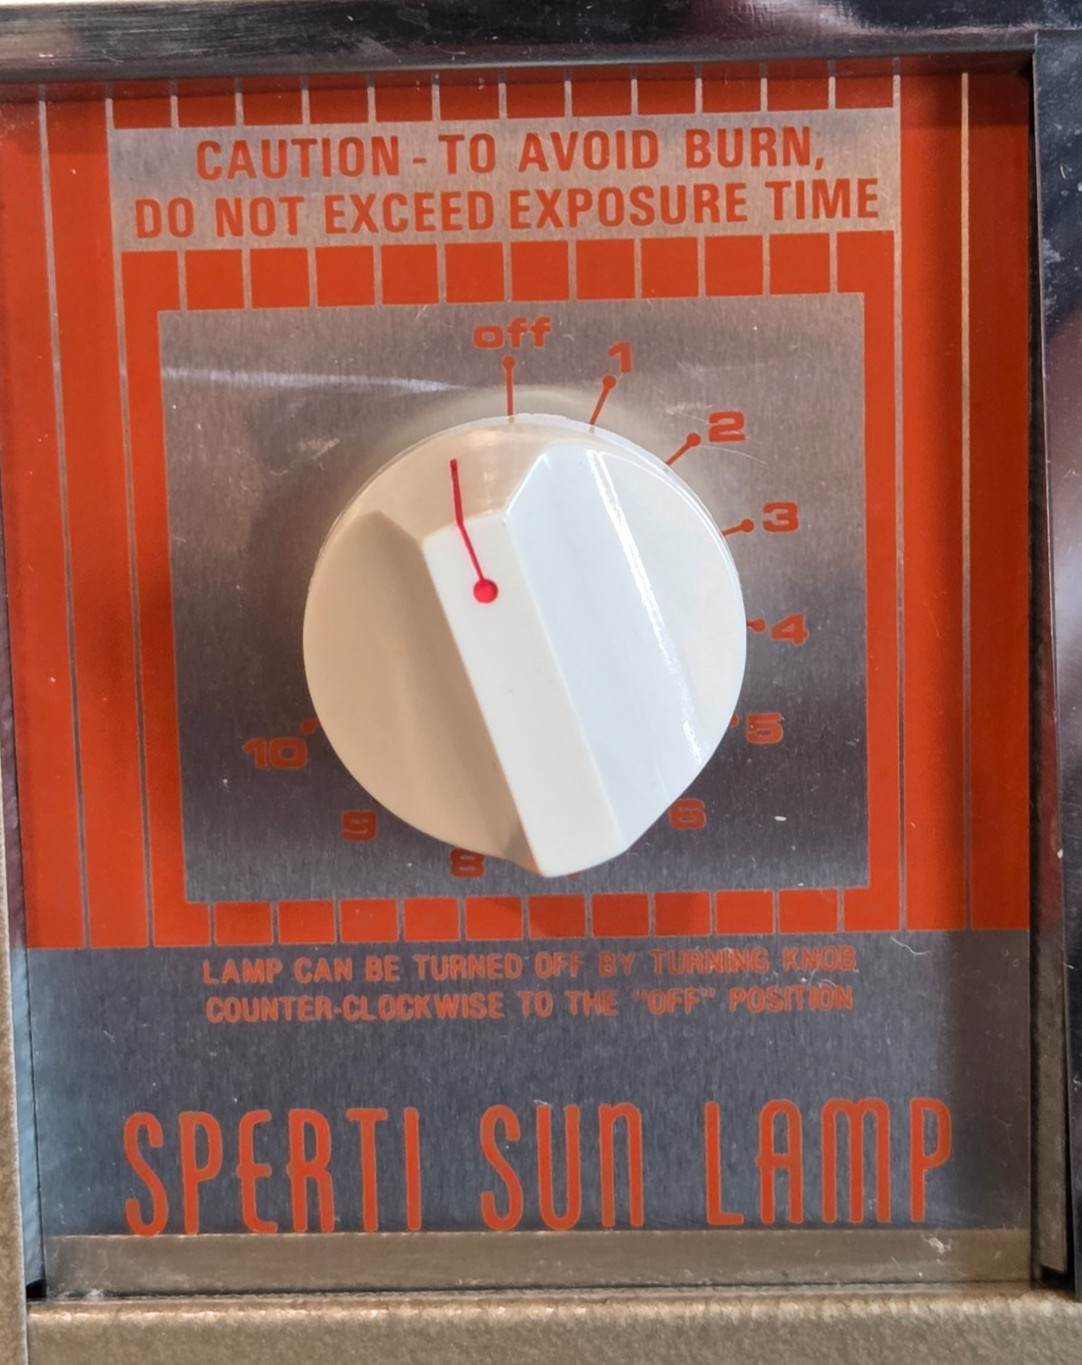 CAUTION - TO AVOID BURN,
DO NOT EXCEED EXPOSURE TIME
off
1
2
3
4
5
6
8
9
10
LAMP CAN BE TURNED OFF BY TURNING KNOB
COUNTER-CLOCKWISE TO THE "OFF" POSITION
SPERTI SUN LAMP